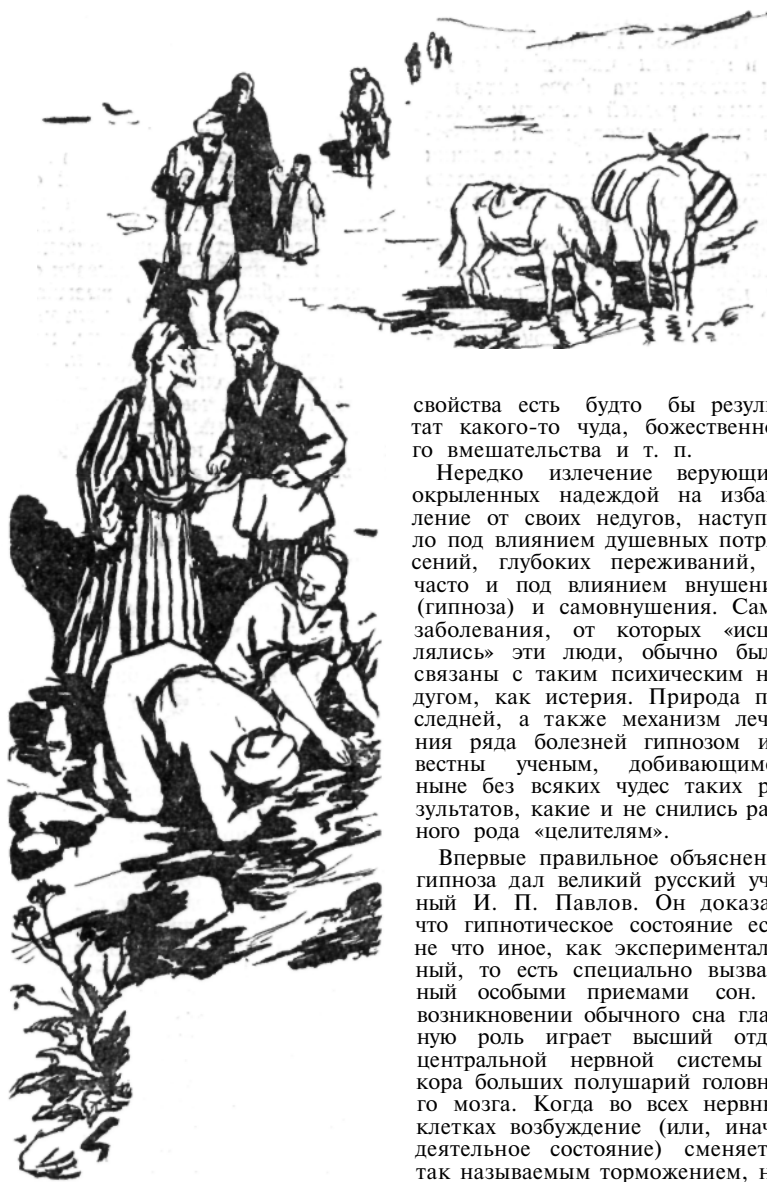 свойства есть будто бы резул
тат какого-то чуда, божественн
го вмешательства и т. п.
Нередко излечение верующи
окрыленных надеждой на изба
ление от своих недугов, наступ
ло под влиянием душевных потр
сений, глубоких переживаний,
часто и под влиянием внушени
(гипноза) и самовнушения. Сам
заболевания, от которых «исц
лялись» эти люди, обычно был
связаны с таким психическим н
дугом, как истерия. Природа п
следней, а также механизм леч
ния ряда болезней гипнозом и
вестны ученым, добивающим
ныне без всяких чудес таких р
зультатов, какие и не снились ра
ного рода «целителям».
Впервые правильное объяснен
гипноза дал великий русский уч
ный И. П. Павлов. Он доказа
что гипнотическое состояние ес
не что иное, как экспериментал
ный, то есть специально вызва
ный особыми приемами сон.
возникновении обычного сна гла
ную роль играет высший отд
центральной нервной системы
кора больших полушарий головн
го мозга. Когда во всех нервны
клетках возбуждение (или, инач
деятельное состояние) сменяет
так называемым торможением, н